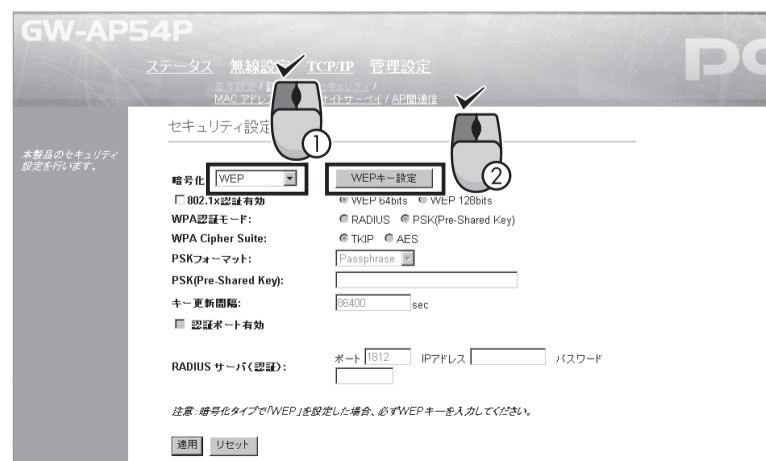 GW-AP54P
PC
ステータス 無線設 TCP/IP 管理設定
基本設定 / キュリティ /
MAC アドレ サイトサーベイ / AP間通信
セキュリティ設定
本製品のセキュリティ
設定を行います。
①
②
暗号化 WEP WEPキー設定
802.1x認証有効 WEP 64bits WEP 128bits
WPA認証モード: RADIUS PSK(Pre-Shared Key)
WPA Cipher Suite: TKIP AES
PSKフォーマット: Passphrase
PSK(Pre-Shared Key):
キー更新間隔: 86400 sec
認証ポート有効
RADIUS サーバ(認証): ポート 1812 IPアドレス パスワード
注意:暗号化タイプで「WEP」を設定した場合、必ずWEPキーを入力してください。
適用 リセット